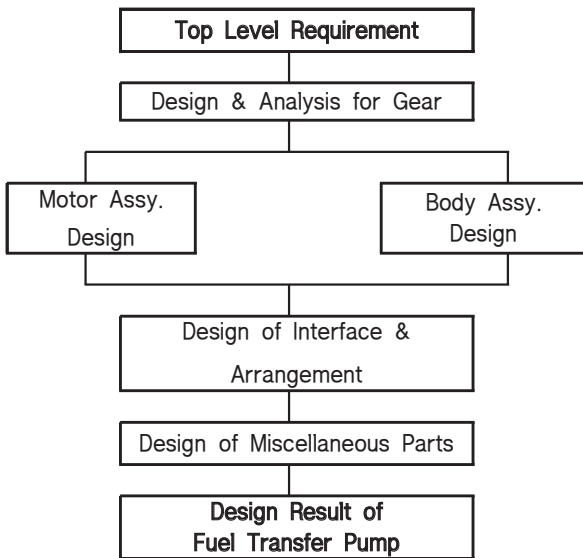 Top Level Requirement
Design & Analysis for Gear
Motor Assy.
Design
Body Assy.
Design
Design of Interface &
Arrangement
Design of Miscellaneous Parts
Design Result of
Fuel Transfer Pump